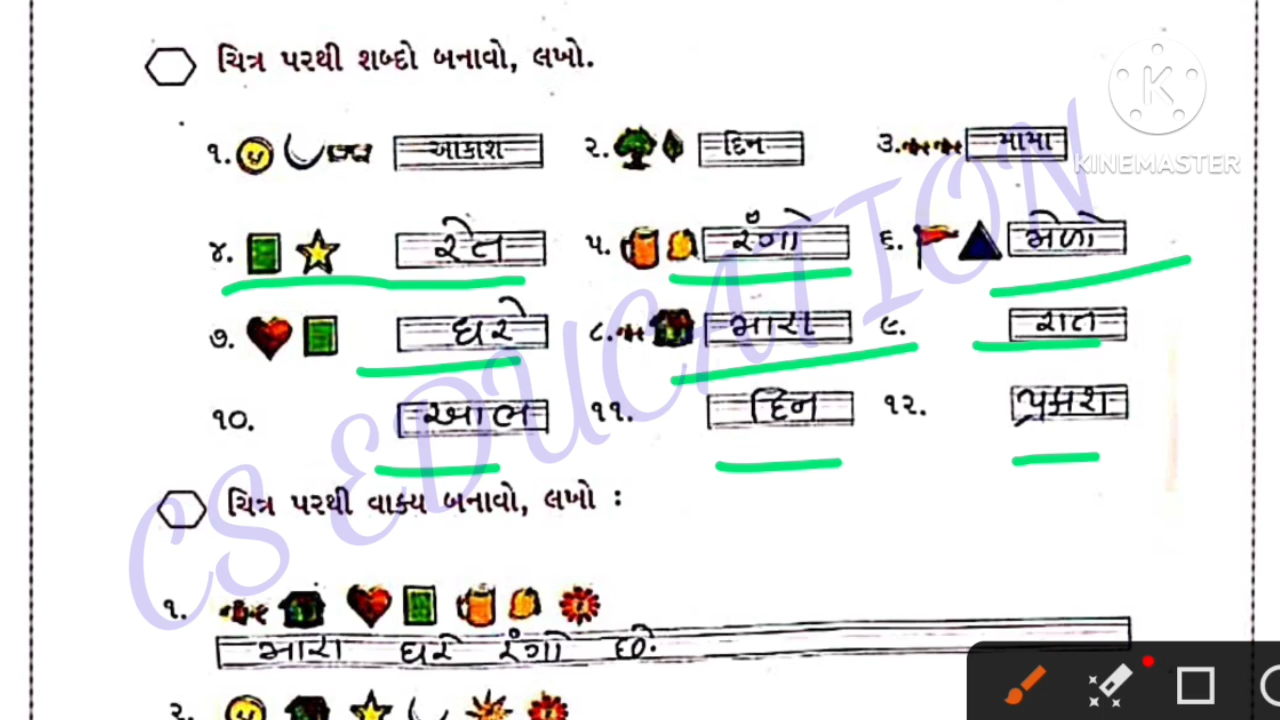 ચિત્ર પરથી શબ્દો બનાવો, લખો.
KINEMASTER
૧. આકાશ ૨. દિન ૩. મામા
૪. રેત ૫. રંગો ૬. મેળો
૭. ઘરે ૮. મારા ૯. રાત
૧૦. આભ ૧૧. દિન ૧૨. પ્રકાશ
CS EDUCATION
ચિત્ર પરથી વાક્ય બનાવો, લખો :
૧.
મારા ઘરે રંગો છે.
૨.